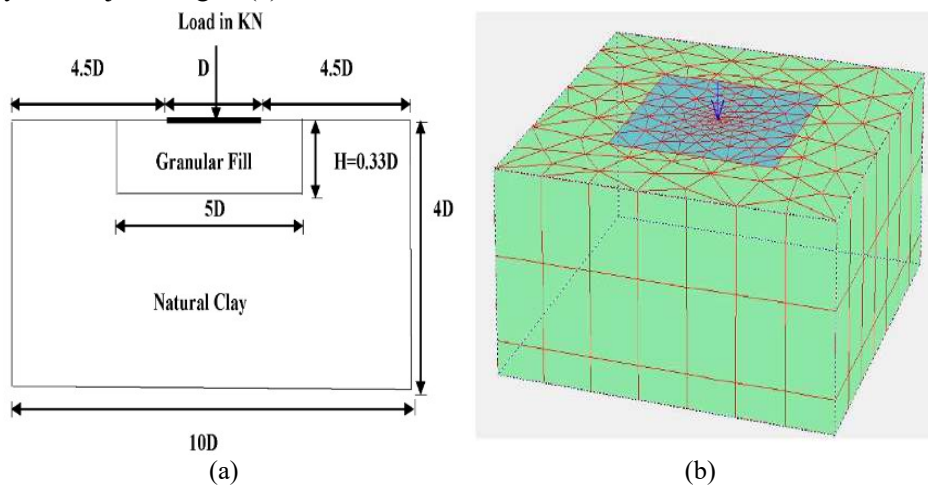 Load in KN
4.5D
D
4.5D
Granular Fill
H=0.33D
5D
4D
Natural Clay
10D
(a)
(b)